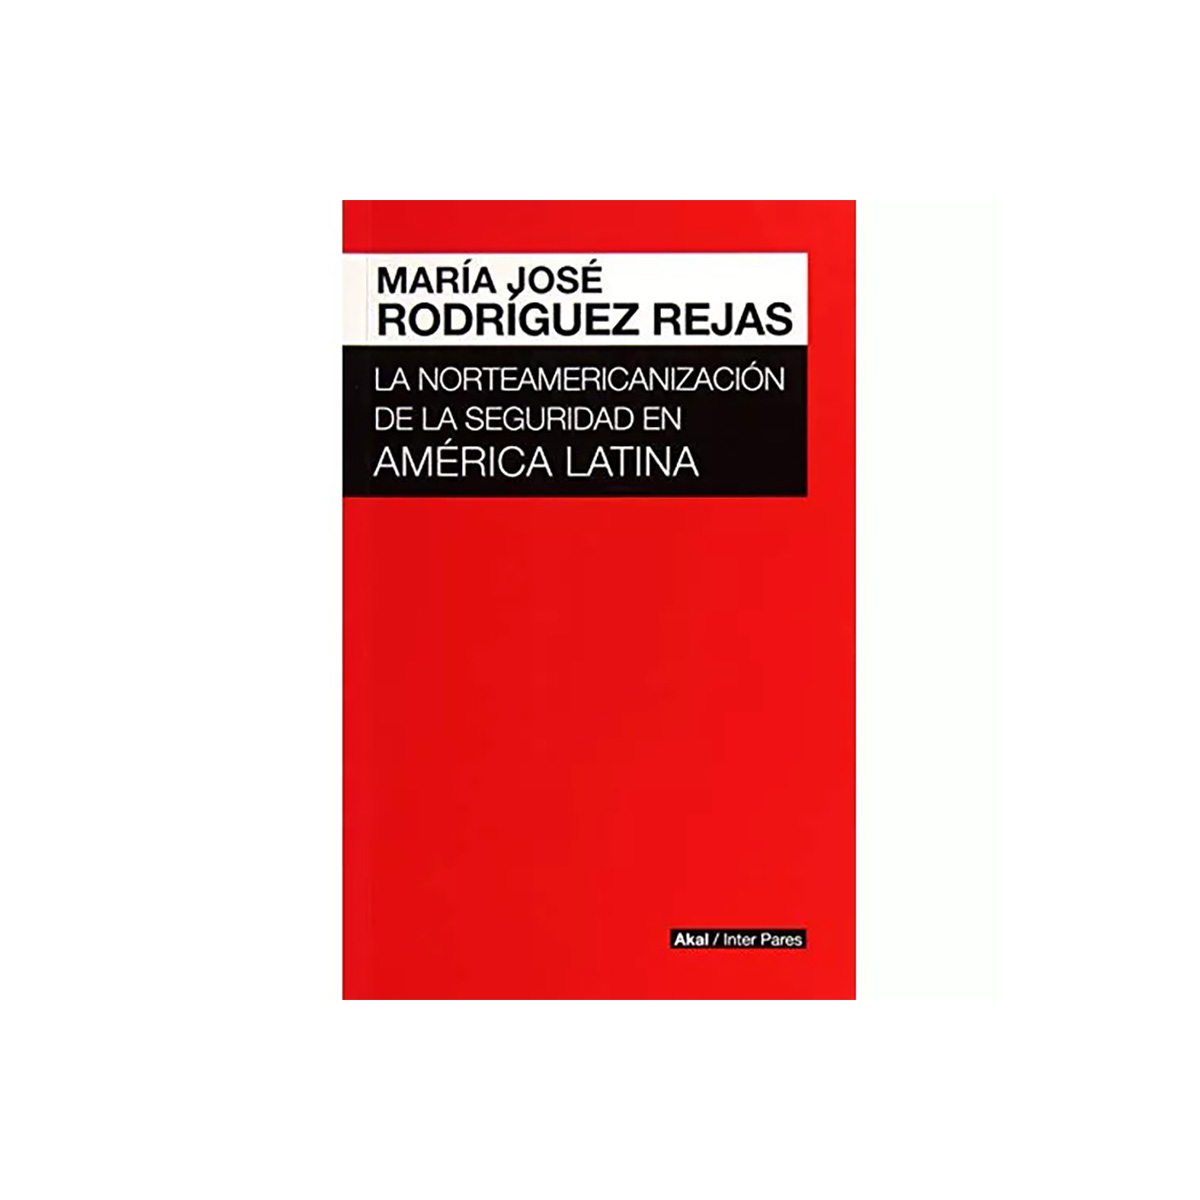 MARÍA JOSÉ
RODRÍGUEZ REJAS
LA NORTEAMERICANIZACIÓN
DE LA SEGURIDAD EN
AMÉRICA LATINA
Akal / Inter Pares